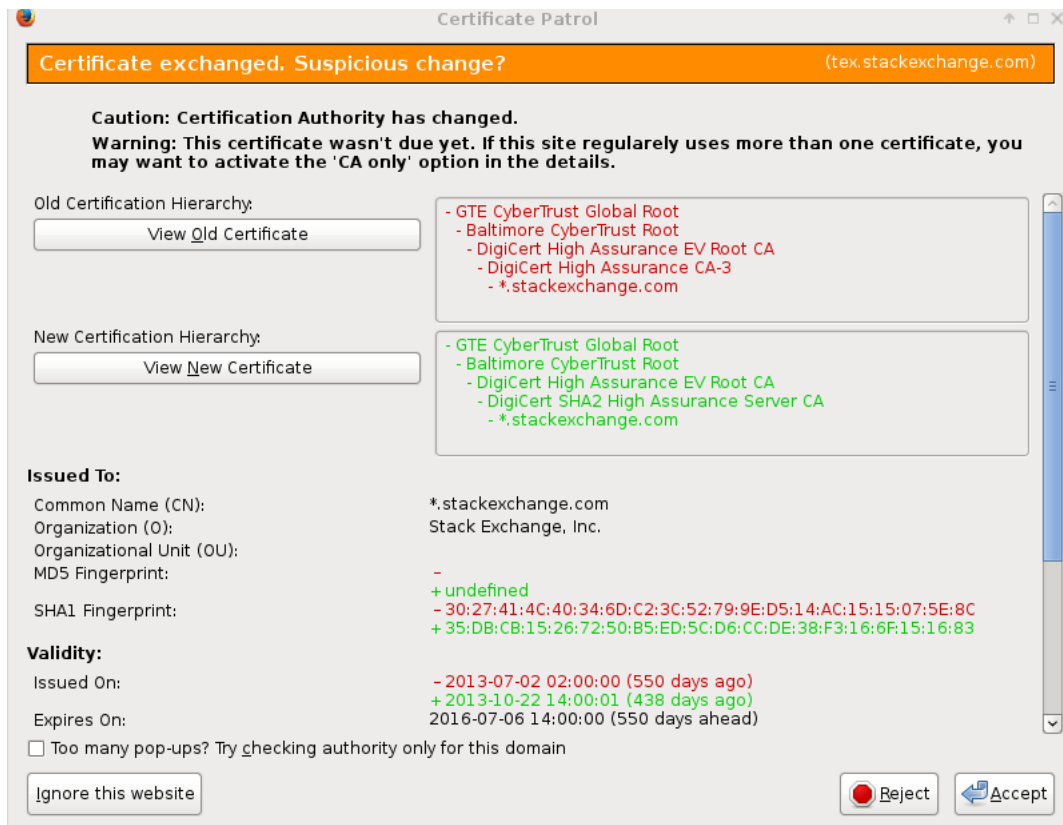 Certificate Patrol
Certificate exchanged. Suspicious change?
(tex.stackexchange.com)
Caution: Certification Authority has changed.
Warning: This certificate wasn't due yet. If this site regularely uses more than one certificate, you
may want to activate the 'CA only' option in the details.
Old Certification Hierarchy:
View Old Certificate
- GTE CyberTrust Global Root
- Baltimore CyberTrust Root
- DigiCert High Assurance EV Root CA
- DigiCert High Assurance CA-3
- *.stackexchange.com
New Certification Hierarchy:
View New Certificate
- GTE CyberTrust Global Root
- Baltimore CyberTrust Root
- DigiCert High Assurance EV Root CA
- DigiCert SHA2 High Assurance Server CA
- *.stackexchange.com
Issued To:
Common Name (CN): *.stackexchange.com
Organization (O): Stack Exchange, Inc.
Organizational Unit (OU):
MD5 Fingerprint: –
+ undefined
SHA1 Fingerprint: – 30:27:41:4C:40:34:6D:C2:3C:52:79:9E:D5:14:AC:15:15:07:5E:8C
+ 35:DB:CB:15:26:72:50:B5:ED:5C:D6:CC:DE:38:F3:16:6F:15:16:83
Validity:
Issued On: – 2013-07-02 02:00:00 (550 days ago)
+ 2013-10-22 14:00:01 (438 days ago)
Expires On: 2016-07-06 14:00:00 (550 days ahead)
Too many pop-ups? Try checking authority only for this domain
Ignore this website
Reject
Accept